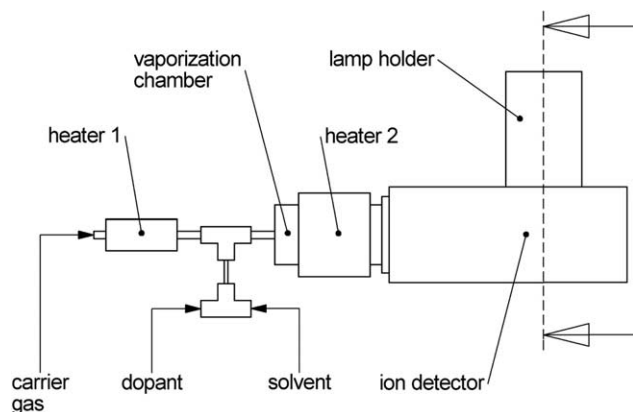 vaporization
chamber
lamp holder
heater 1
heater 2
carrier
gas
dopant
solvent
ion detector